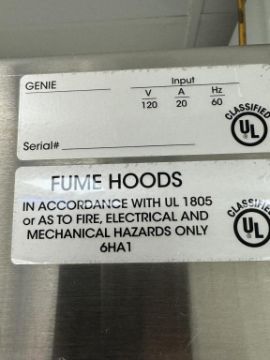 GENIE
Input
V A Hz
120 20 60
CLASSIFIED
UL
Serial#
FUME HOODS
IN ACCORDANCE WITH UL 1805
or AS TO FIRE, ELECTRICAL AND
MECHANICAL HAZARDS ONLY
6HA1
CLASSIFIED
UL